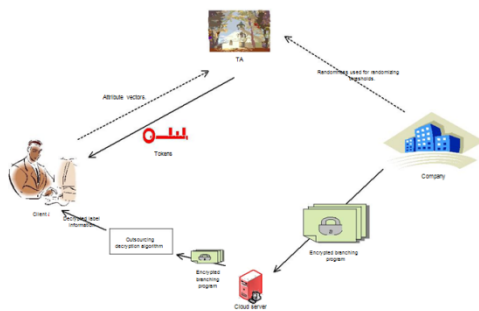 TA
Randomness used for randomizing
thresholds.
Attribute vectors.
Tokens
Company
Client i
Decrypted label
information
Outsourcing
decryption algorithm
Encrypted branching
program
Encrypted branching
program
Cloud server